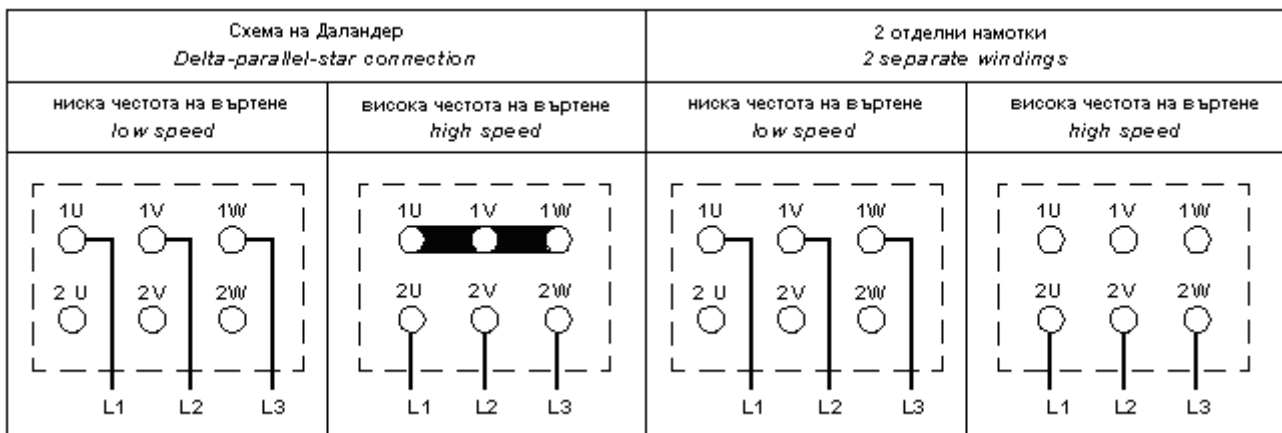 Схема на Даландер
Delta-parallel-star connection
2 отделни намотки
2 separate windings
ниска честота на въртене
low speed
висока честота на въртене
high speed
ниска честота на въртене
low speed
висока честота на въртене
high speed
1U 1V 1W
2 U 2V 2W
L1 L2 L3
1U 1V 1W
2U 2V 2W
L1 L2 L3
1U 1V 1W
2 U 2V 2W
L1 L2 L3
1U 1V 1W
2U 2V 2W
L1 L2 L3